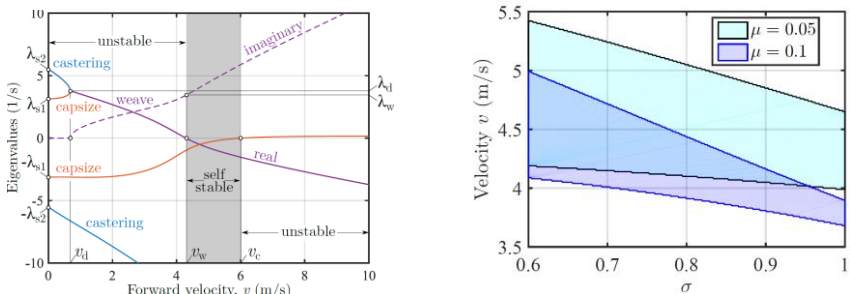 10
unstable
imaginary
λs2
castering
5
λd
weave
λw
λs1
capsize
0
-λs1
capsize
real
self
stable
-5
-λs2
castering
unstable
vd
vw
vc
-10
0 2 4 6 8 10
Forward velocity, v (m/s)
Eigenvalues (1/s)
5.5
μ = 0.05
μ = 0.1
5
4.5
4
3.5
0.6 0.7 0.8 0.9 1
σ
Velocity v (m/s)